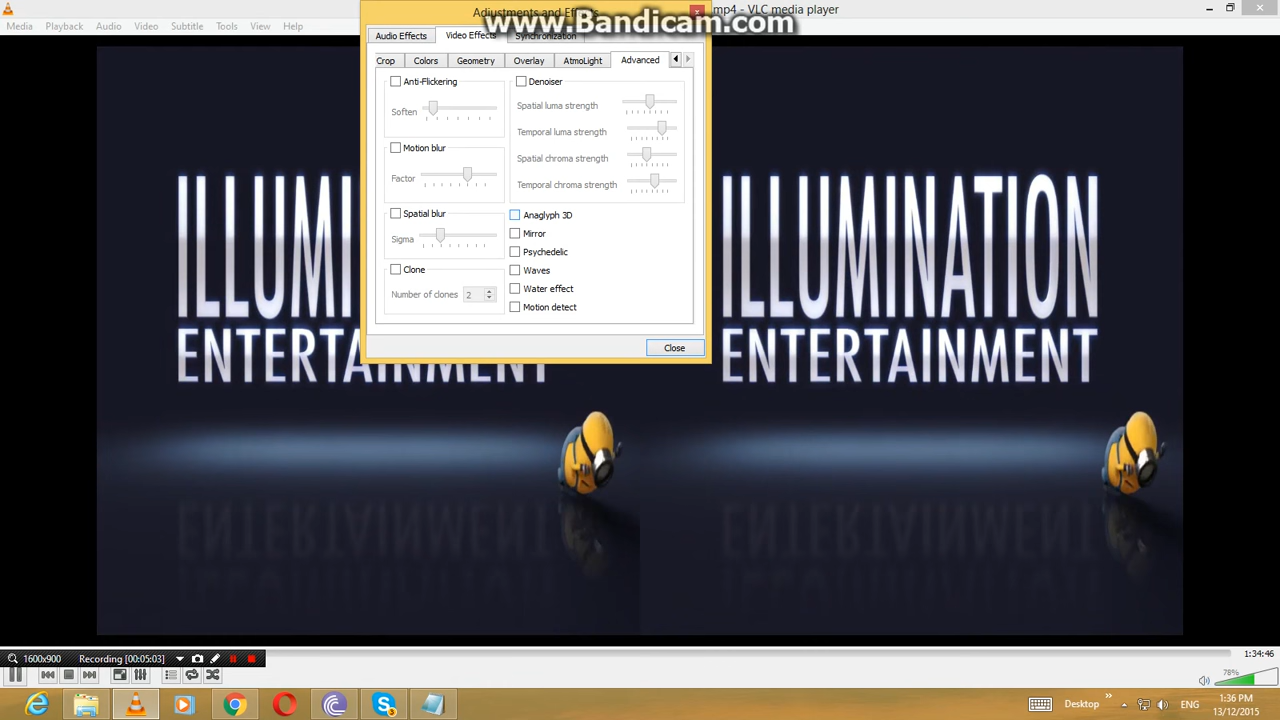 Adjustments and Effects
mp4 - VLC media player
www.Bandicam.com
Media Playback Audio Video Subtitle Tools View Help
Audio Effects Video Effects Synchronization
Crop Colors Geometry Overlay AtmoLight Advanced
Anti-Flickering
Soften
Motion blur
Factor
Spatial blur
Sigma
Clone
Number of clones 2
Denoiser
Spatial luma strength
Temporal luma strength
Spatial chroma strength
Temporal chroma strength
Anaglyph 3D
Mirror
Psychedelic
Waves
Water effect
Motion detect
Close
ILLUMI
ENTERTAINMENT
ILLUMINATION
ENTERTAINMENT
1600x900 Recording [00:05:03]
1:34:46
78%
Desktop
ENG
1:36 PM
13/12/2015